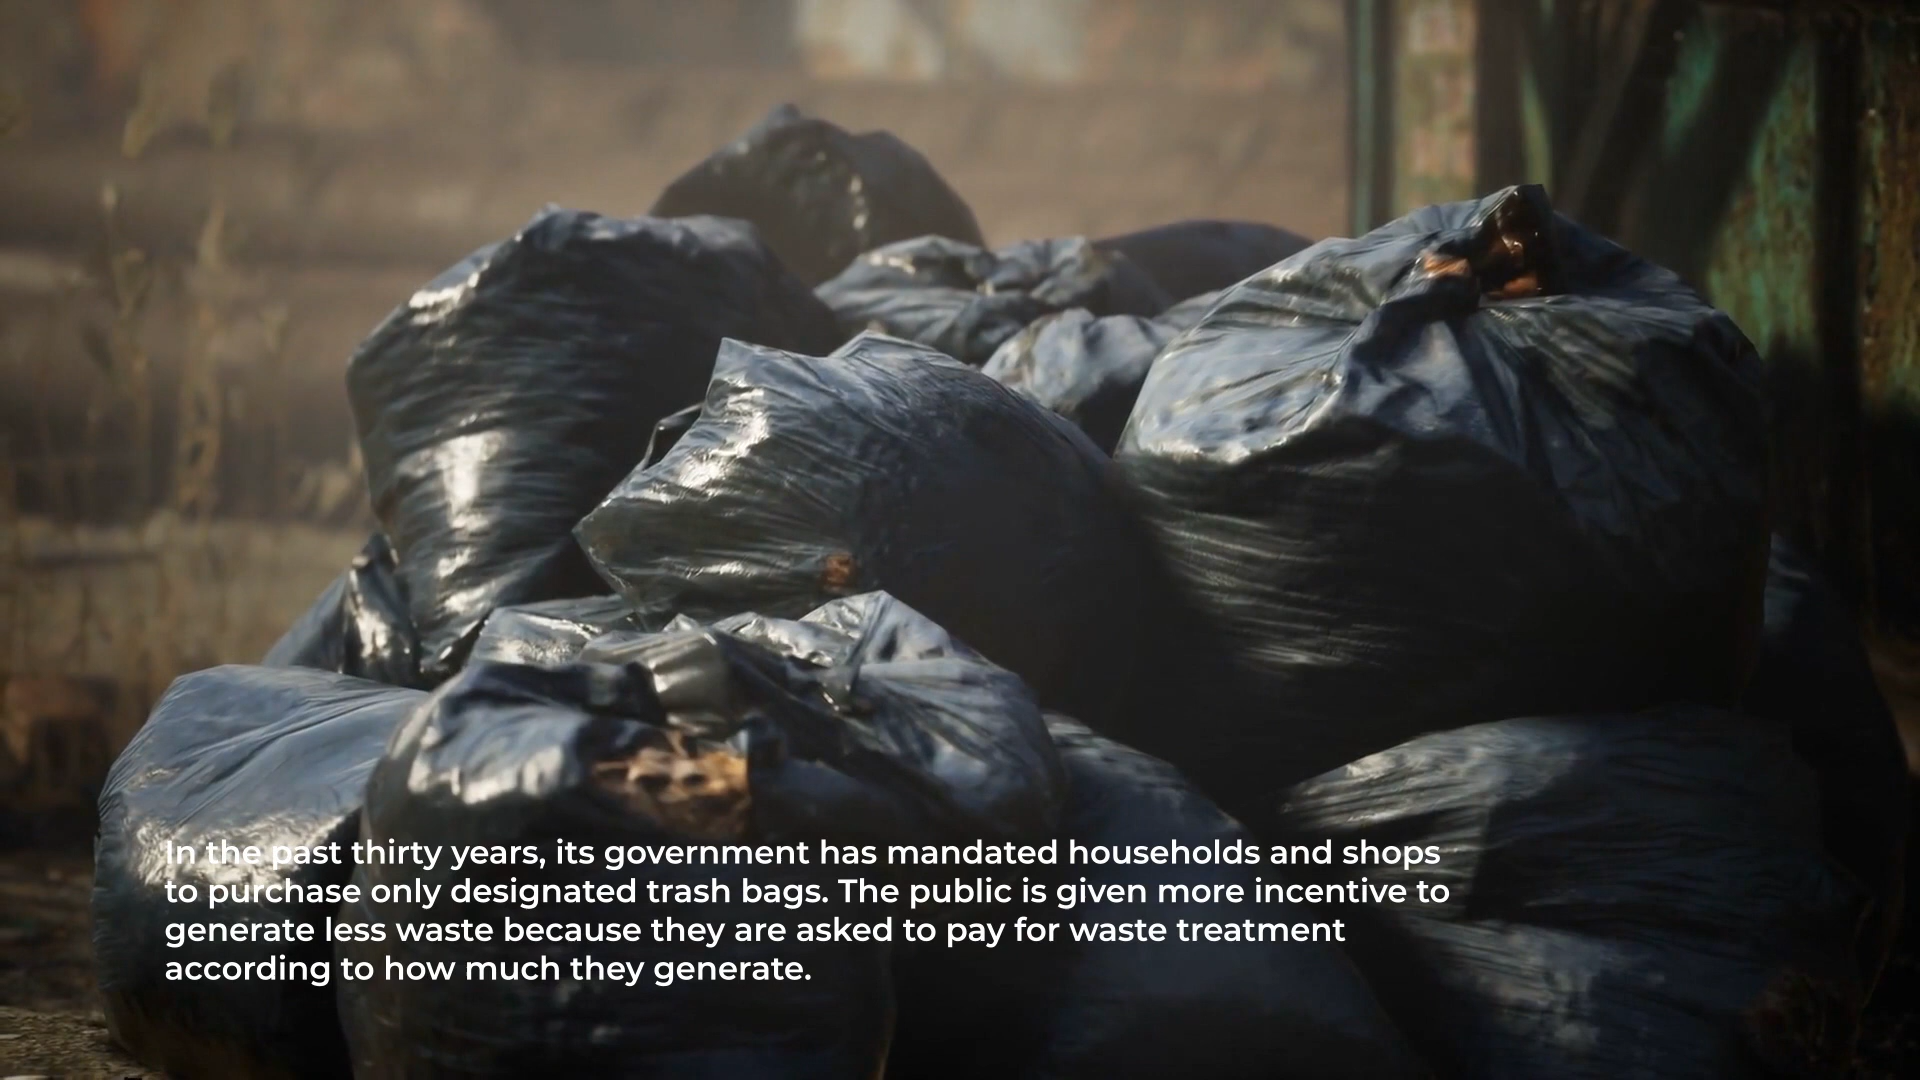 In the past thirty years, its government has mandated households and shops
to purchase only designated trash bags. The public is given more incentive to
generate less waste because they are asked to pay for waste treatment
according to how much they generate.